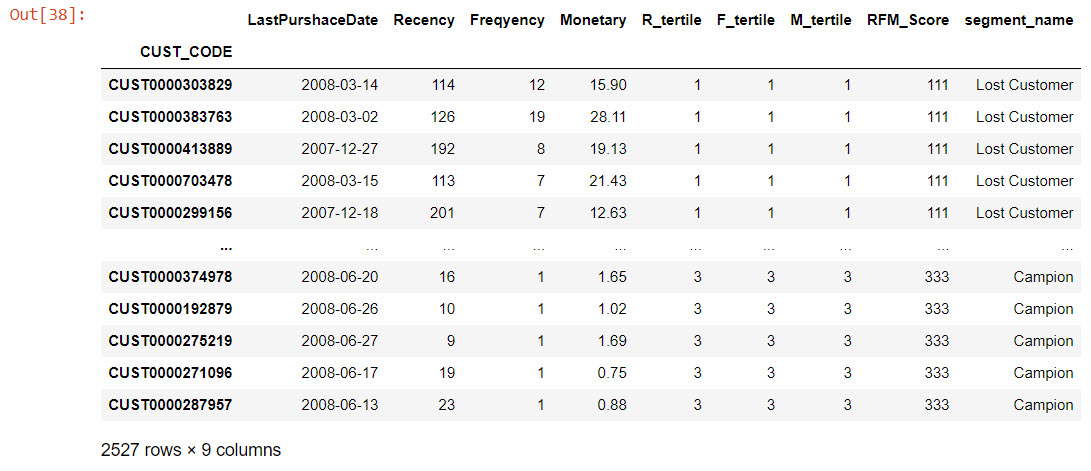 Out[38]:
LastPurshaceDate Recency Freqyency Monetary R_tertile F_tertile M_tertile RFM_Score segment_name
CUST_CODE
CUST0000303829 2008-03-14 114 12 15.90 1 1 1 111 Lost Customer
CUST0000383763 2008-03-02 126 19 28.11 1 1 1 111 Lost Customer
CUST0000413889 2007-12-27 192 8 19.13 1 1 1 111 Lost Customer
CUST0000703478 2008-03-15 113 7 21.43 1 1 1 111 Lost Customer
CUST0000299156 2007-12-18 201 7 12.63 1 1 1 111 Lost Customer
... ... ... ... ... ... ... ... ... ...
CUST0000374978 2008-06-20 16 1 1.65 3 3 3 333 Campion
CUST0000192879 2008-06-26 10 1 1.02 3 3 3 333 Campion
CUST0000275219 2008-06-27 9 1 1.69 3 3 3 333 Campion
CUST0000271096 2008-06-17 19 1 0.75 3 3 3 333 Campion
CUST0000287957 2008-06-13 23 1 0.88 3 3 3 333 Campion
2527 rows × 9 columns